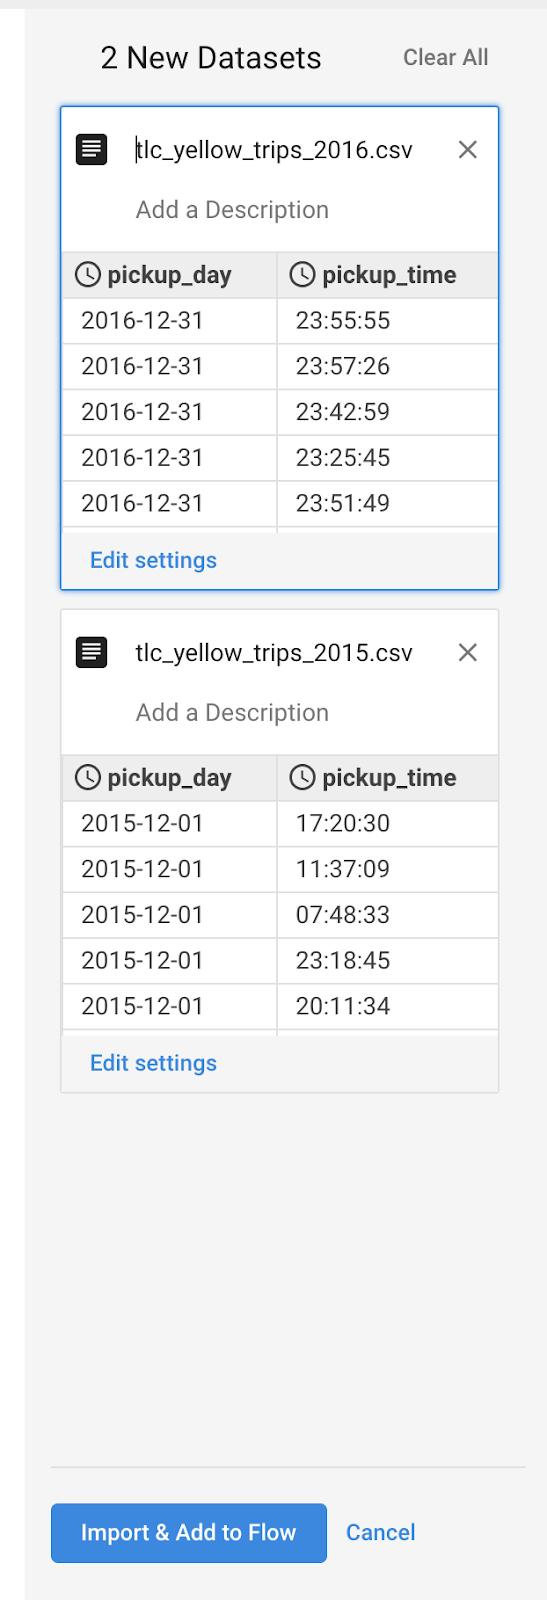 2 New Datasets Clear All
tlc_yellow_trips_2016.csv
Add a Description
pickup_day pickup_time
2016-12-31 23:55:55
2016-12-31 23:57:26
2016-12-31 23:42:59
2016-12-31 23:25:45
2016-12-31 23:51:49
Edit settings
tlc_yellow_trips_2015.csv
Add a Description
pickup_day pickup_time
2015-12-01 17:20:30
2015-12-01 11:37:09
2015-12-01 07:48:33
2015-12-01 23:18:45
2015-12-01 20:11:34
Edit settings
Import & Add to Flow Cancel